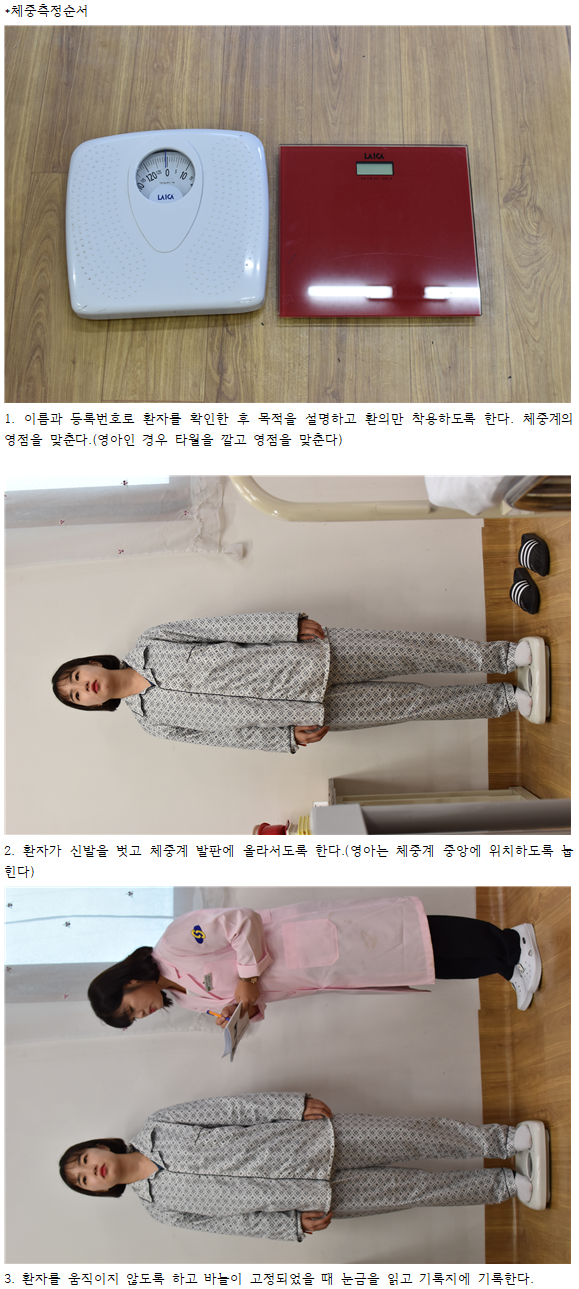 *체중측정순서
120 0 10
LAICA
LAICA
1. 이름과 등록번호로 환자를 확인한 후 목적을 설명하고 환의만 착용하도록 한다. 체중계의
영점을 맞춘다.(영아인 경우 타월을 깔고 영점을 맞춘다)
2. 환자가 신발을 벗고 체중계 발판에 올라서도록 한다.(영아는 체중계 중앙에 위치하도록 눕
힌다)
3. 환자를 움직이지 않도록 하고 바늘이 고정되었을 때 눈금을 읽고 기록지에 기록한다.